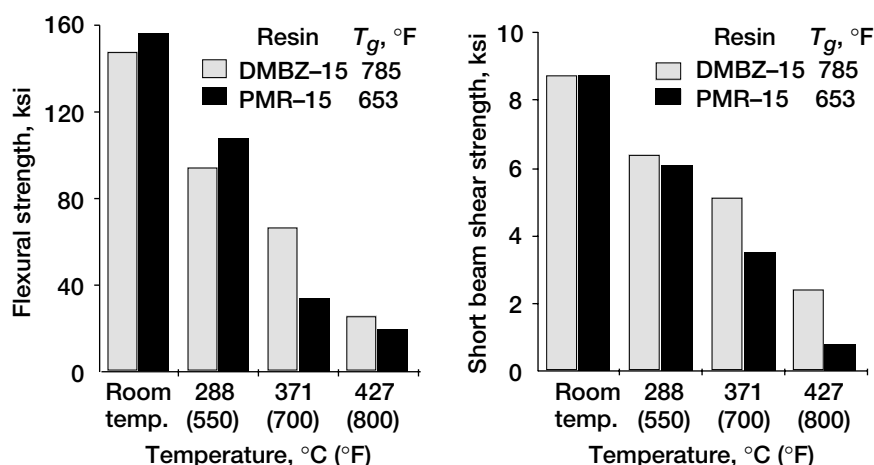 Flexural strength, ksi
160
120
80
40
0
Resin Tg, °F
DMBZ–15 785
PMR–15 653
Room temp.
288 (550)
371 (700)
427 (800)
Temperature, °C (°F)
Short beam shear strength, ksi
10
8
6
4
2
0
Resin Tg, °F
DMBZ–15 785
PMR–15 653
Room temp.
288 (550)
371 (700)
427 (800)
Temperature, °C (°F)